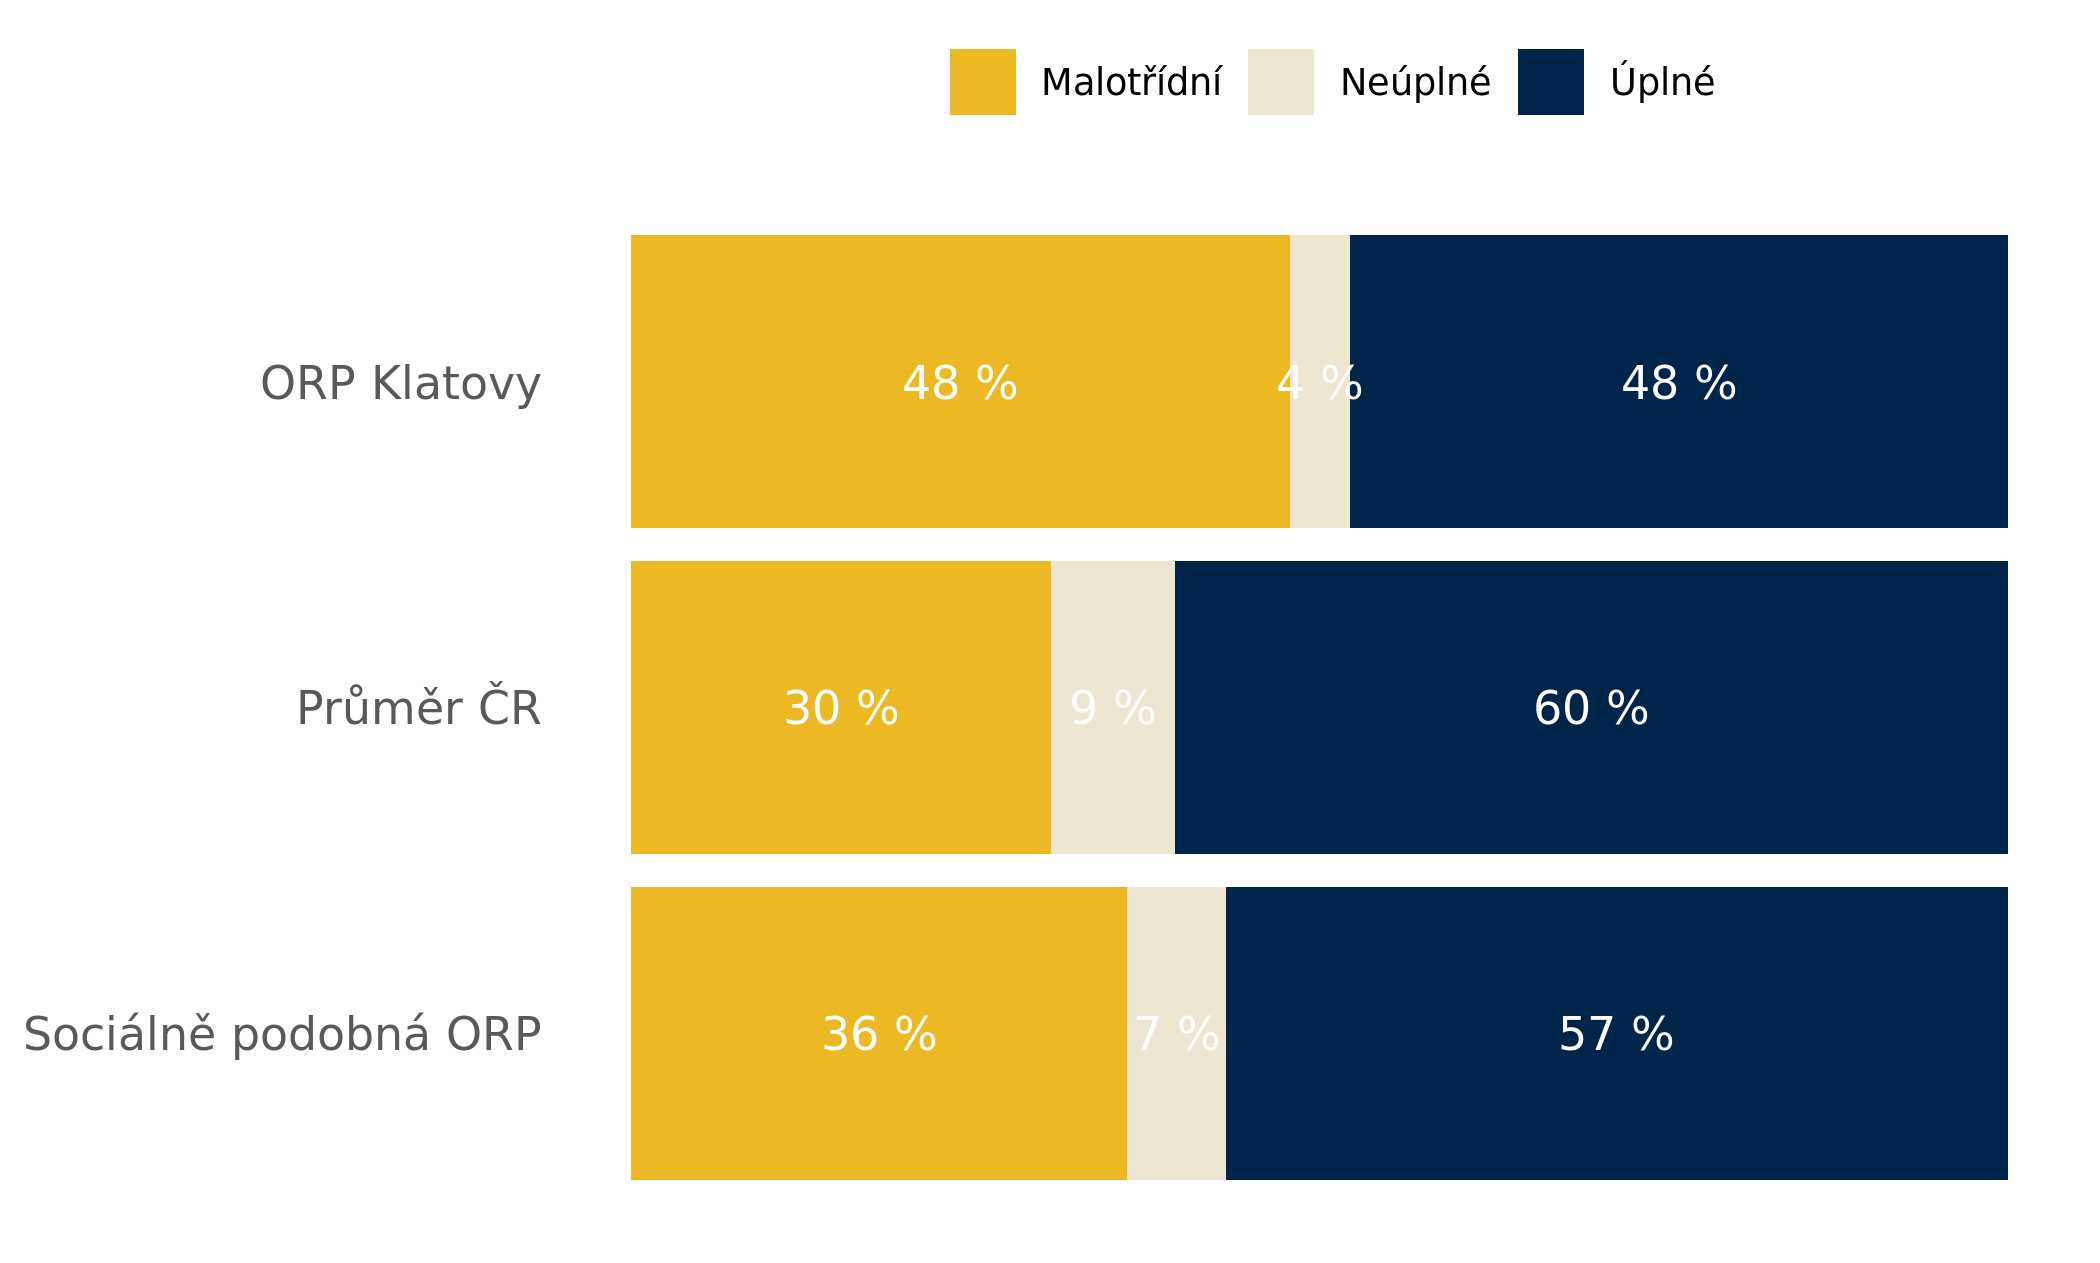 Malotřídní Neúplné Úplné
ORP Klatovy 48 % 4 % 48 %
Průměr ČR 30 % 9 % 60 %
Sociálně podobná ORP 36 % 7 % 57 %